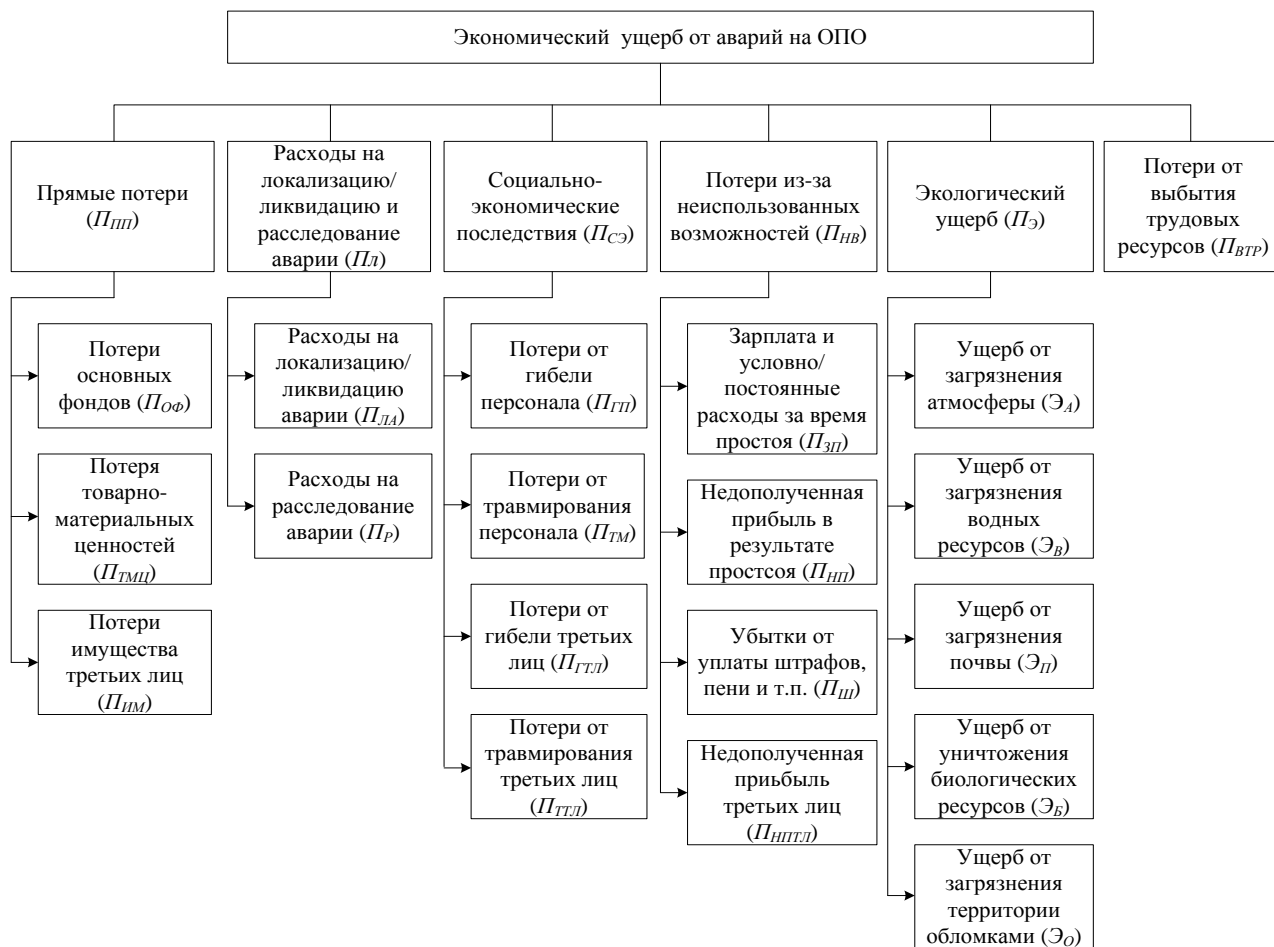 Экономический ущерб от аварий на ОПО
Прямые потери
(П_ПП)
Расходы на
локализацию/
ликвидацию и
расследование
аварии (Пл)
Социально-
экономические
последствия (П_СЭ)
Потери из-за
неиспользованных
возможностей (П_НВ)
Экологический
ущерб (П_Э)
Потери от
выбытия
трудовых
ресурсов (П_ВТР)
Потери
основных
фондов (П_ОФ)
Потеря
товарно-
материальных
ценностей
(П_ТМЦ)
Потери
имущества
третьих лиц
(П_ИМ)
Расходы на
локализацию/
ликвидацию
аварии (П_ЛА)
Расходы на
расследование
аварии (П_Р)
Потери от
гибели
персонала (П_ГП)
Потери от
травмирования
персонала (П_ТМ)
Потери от
гибели третьих
лиц (П_ГТЛ)
Потери от
травмирования
третьих лиц
(П_ТТЛ)
Зарплата и
условно/
постоянные
расходы за время
простоя (П_ЗП)
Недополученная
прибыль в
результате
простсоя (П_НП)
Убытки от
уплаты штрафов,
пени и т.п. (П_Ш)
Недополученная
приьбыль
третьих лиц
(П_НПТЛ)
Ущерб от
загрязнения
атмосферы (Э_А)
Ущерб от
загрязнения
водных
ресурсов (Э_В)
Ущерб от
загрязнения
почвы (Э_П)
Ущерб от
уничтожения
биологических
ресурсов (Э_Б)
Ущерб от
загрязнения
территории
обломками (Э_О)